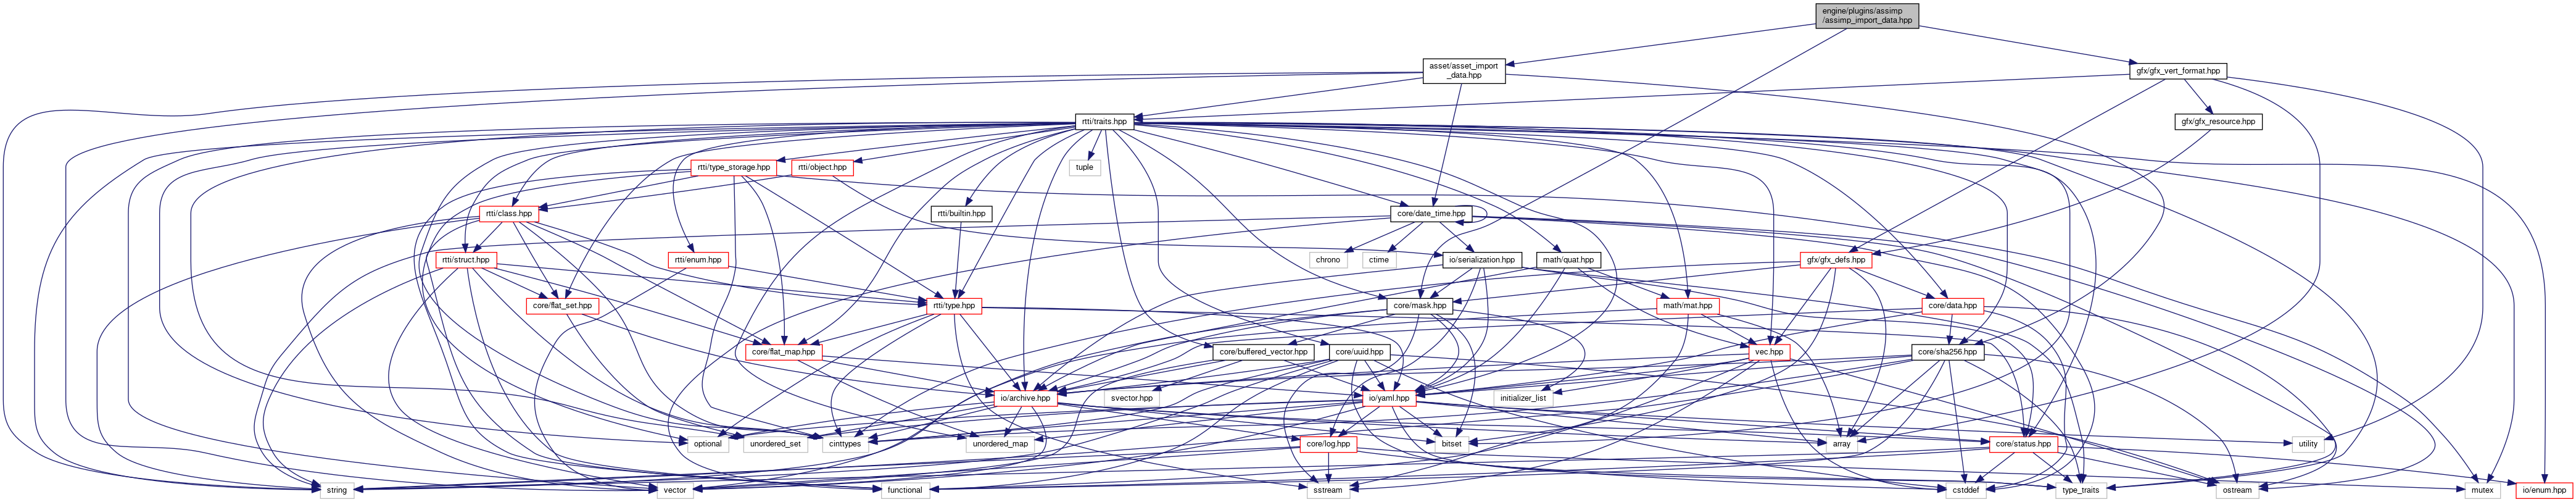 engine/plugins/assimp
/assimp_import_data.hpp
asset/asset_import
_data.hpp
gfx/gfx_vert_format.hpp
rtti/traits.hpp
gfx/gfx_resource.hpp
rtti/type_storage.hpp
rtti/object.hpp
tuple
rtti/class.hpp
rtti/builtin.hpp
core/date_time.hpp
rtti/struct.hpp
rtti/enum.hpp
chrono
ctime
io/serialization.hpp
math/quat.hpp
gfx/gfx_defs.hpp
core/flat_set.hpp
rtti/type.hpp
core/mask.hpp
math/mat.hpp
core/data.hpp
core/flat_map.hpp
core/buffered_vector.hpp
core/uuid.hpp
vec.hpp
core/sha256.hpp
io/archive.hpp
svector.hpp
io/yaml.hpp
initializer_list
optional
unordered_set
cinttypes
unordered_map
core/log.hpp
bitset
array
core/status.hpp
utility
string
vector
functional
sstream
cstddef
type_traits
ostream
mutex
io/enum.hpp